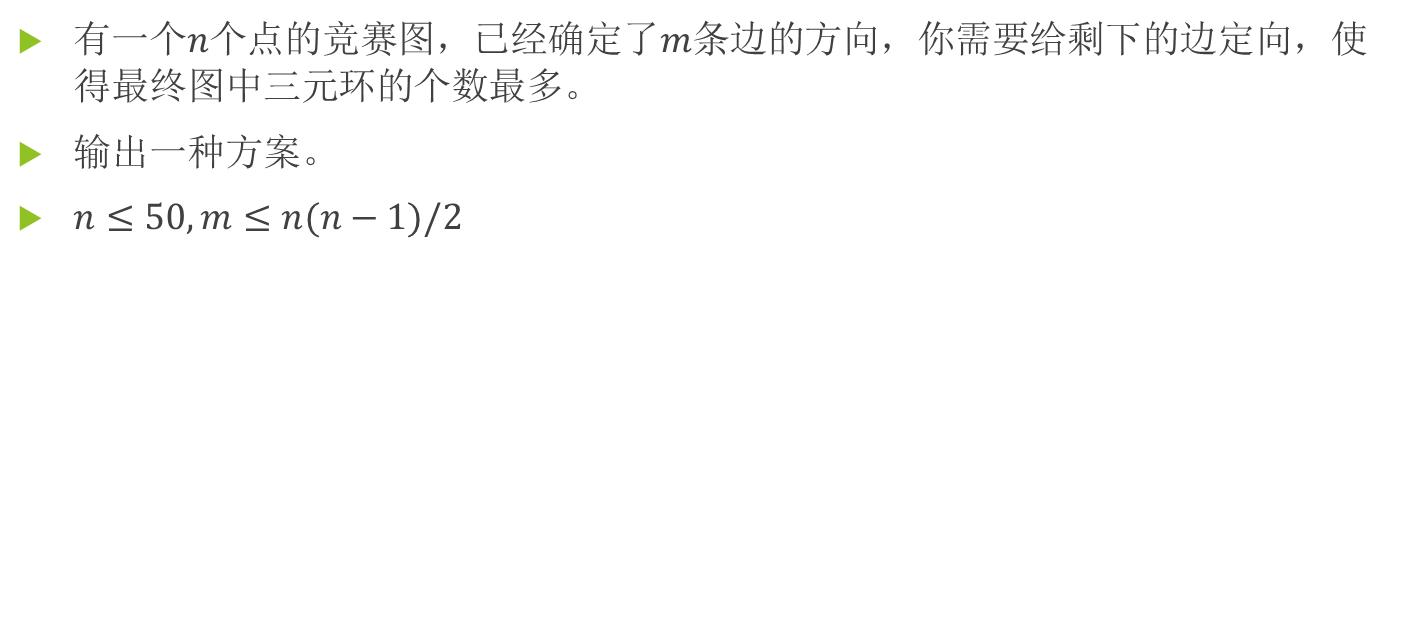 有一个n个点的竞赛图，已经确定了m条边的方向，你需要给剩下的边定向，使
得最终图中三元环的个数最多。
输出一种方案。
n ≤ 50, m ≤ n(n − 1)/2